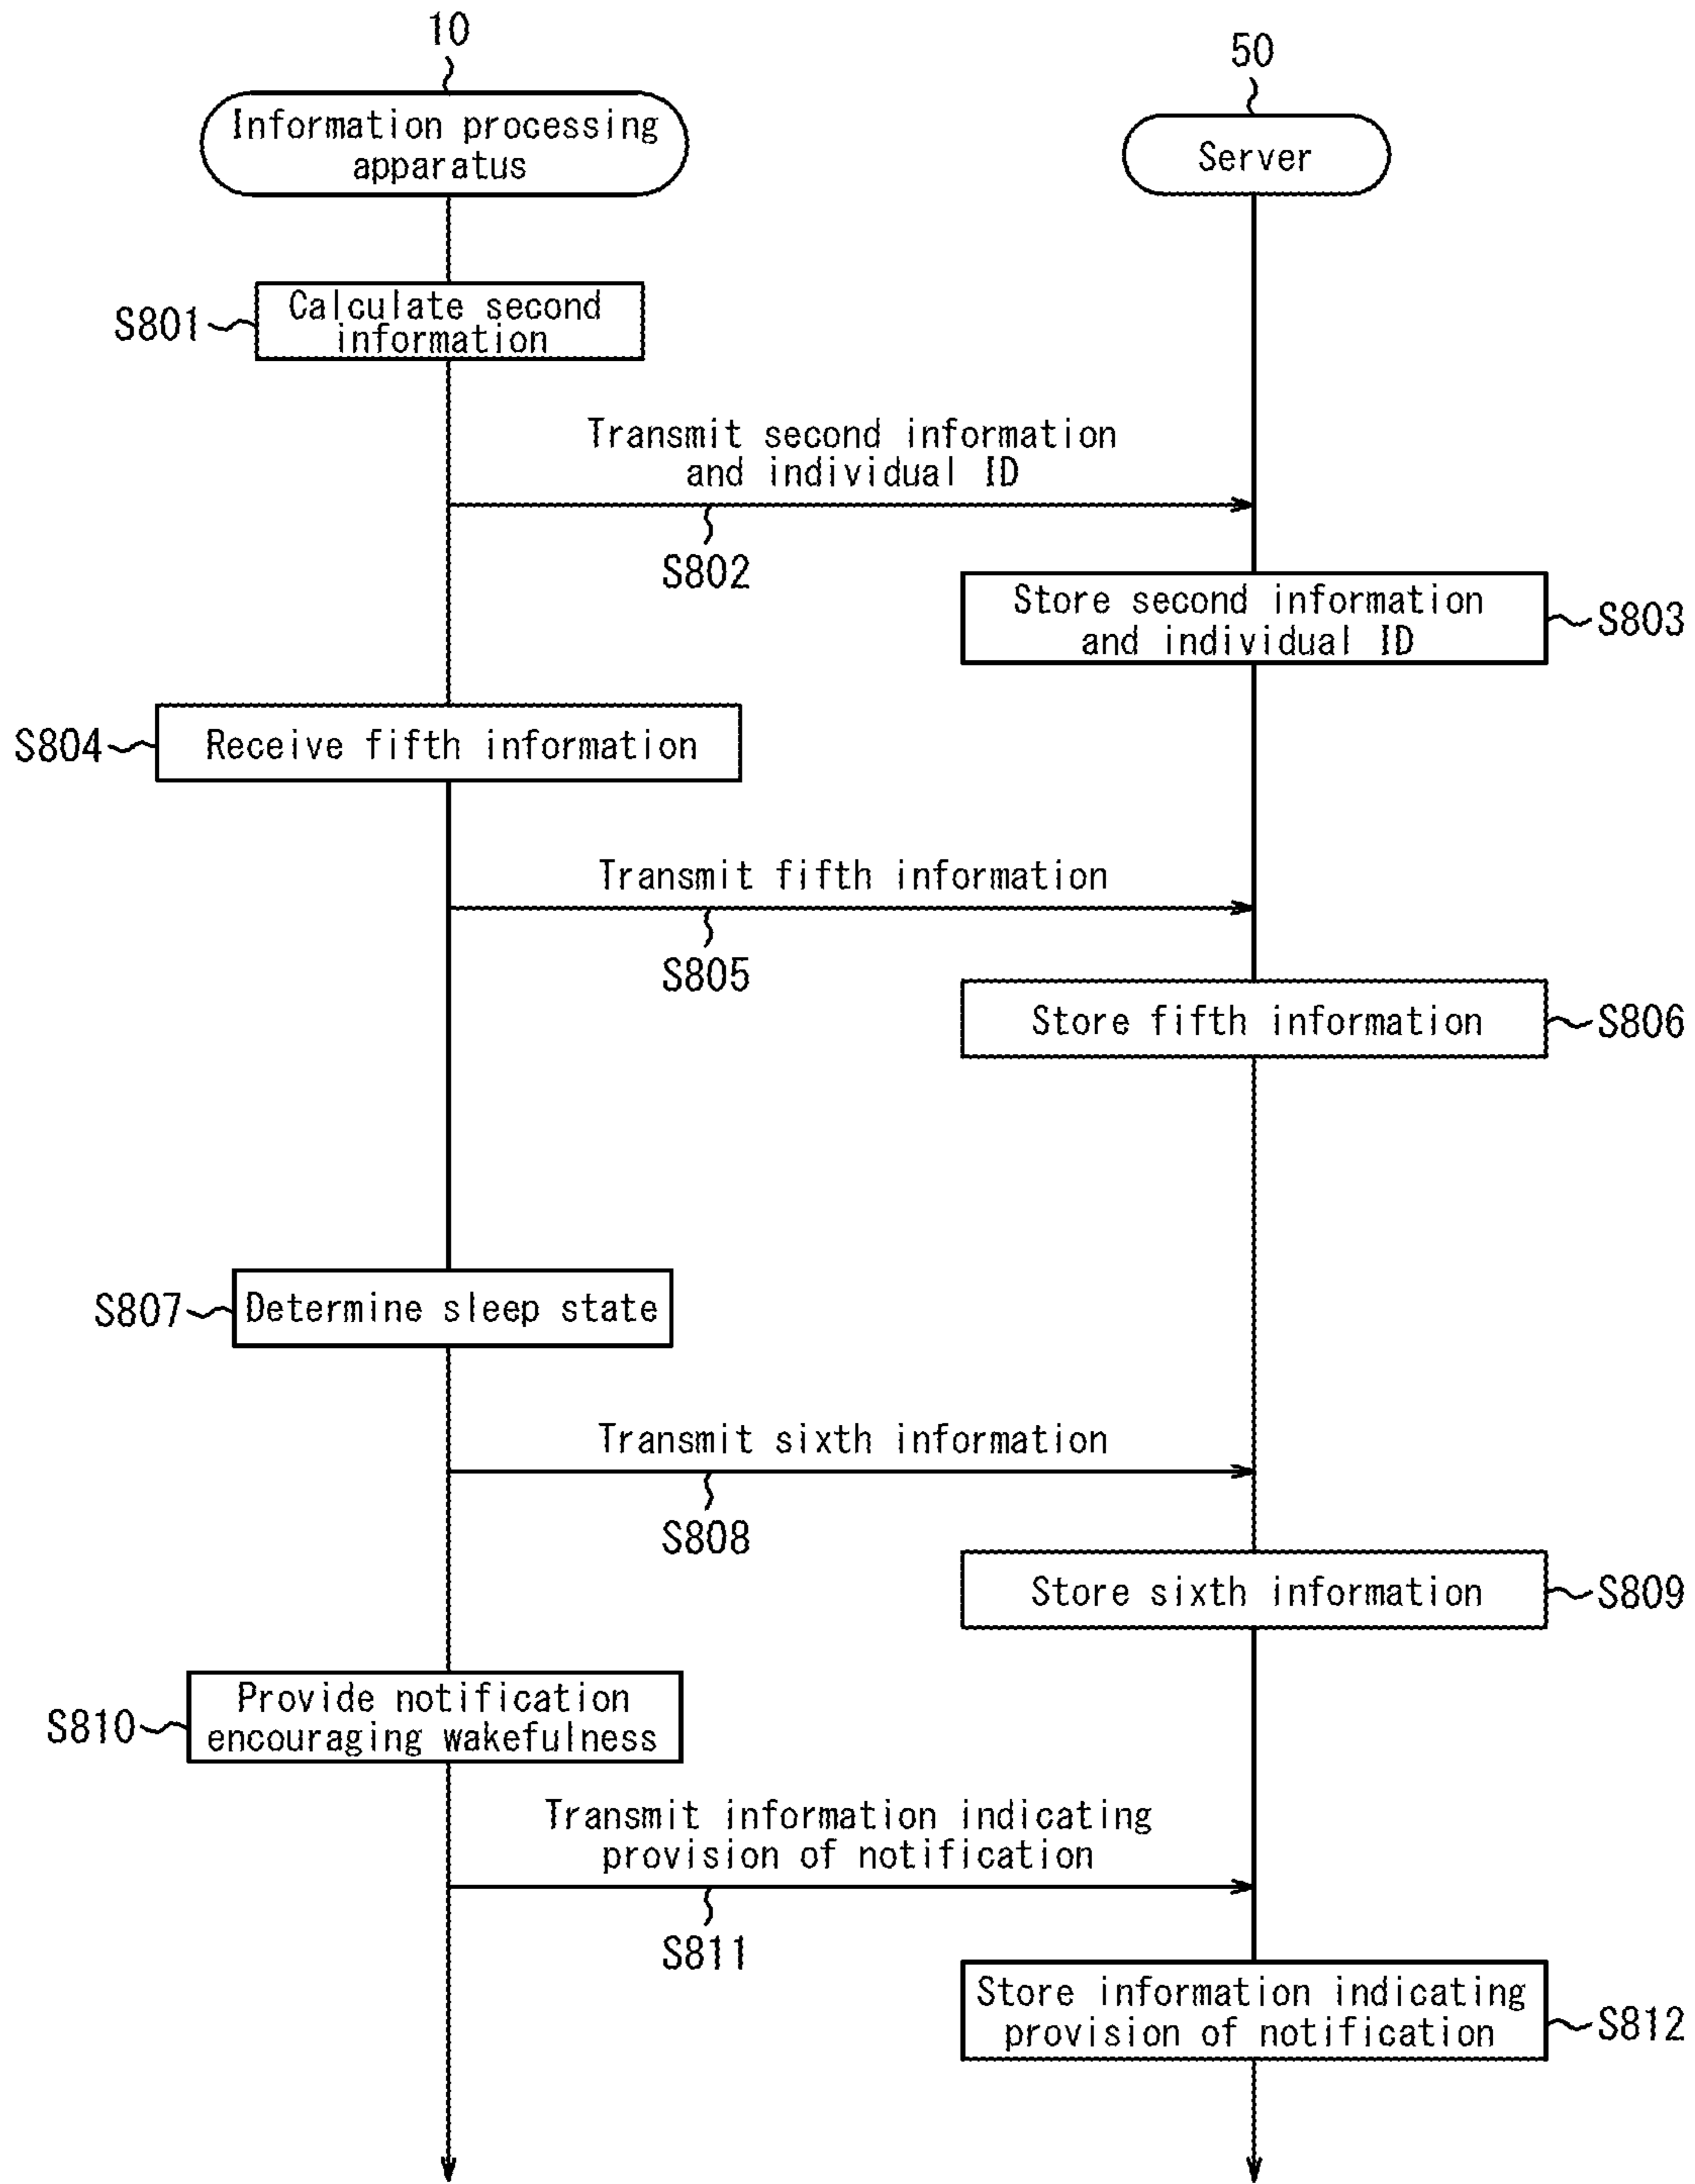 10
Information processing
apparatus
50
Server
S801
Calculate second
information
Transmit second information
and individual ID
S802
Store second information
and individual ID
S803
S804
Receive fifth information
Transmit fifth information
S805
Store fifth information
S806
S807
Determine sleep state
Transmit sixth information
S808
Store sixth information
S809
S810
Provide notification
encouraging wakefulness
Transmit information indicating
provision of notification
S811
Store information indicating
provision of notification
S812